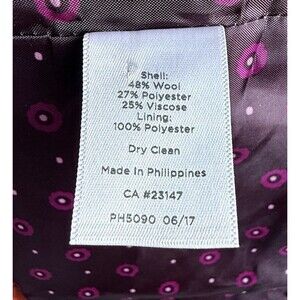 Shell:
48% Wool
27% Polyester
25% Viscose
Lining:
100% Polyester
Dry Clean
Made in Philippines
CA #23147
PH5090 06/17